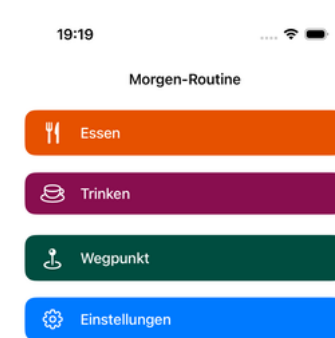 19:19
Morgen-Routine
Essen
Trinken
Wegpunkt
Einstellungen